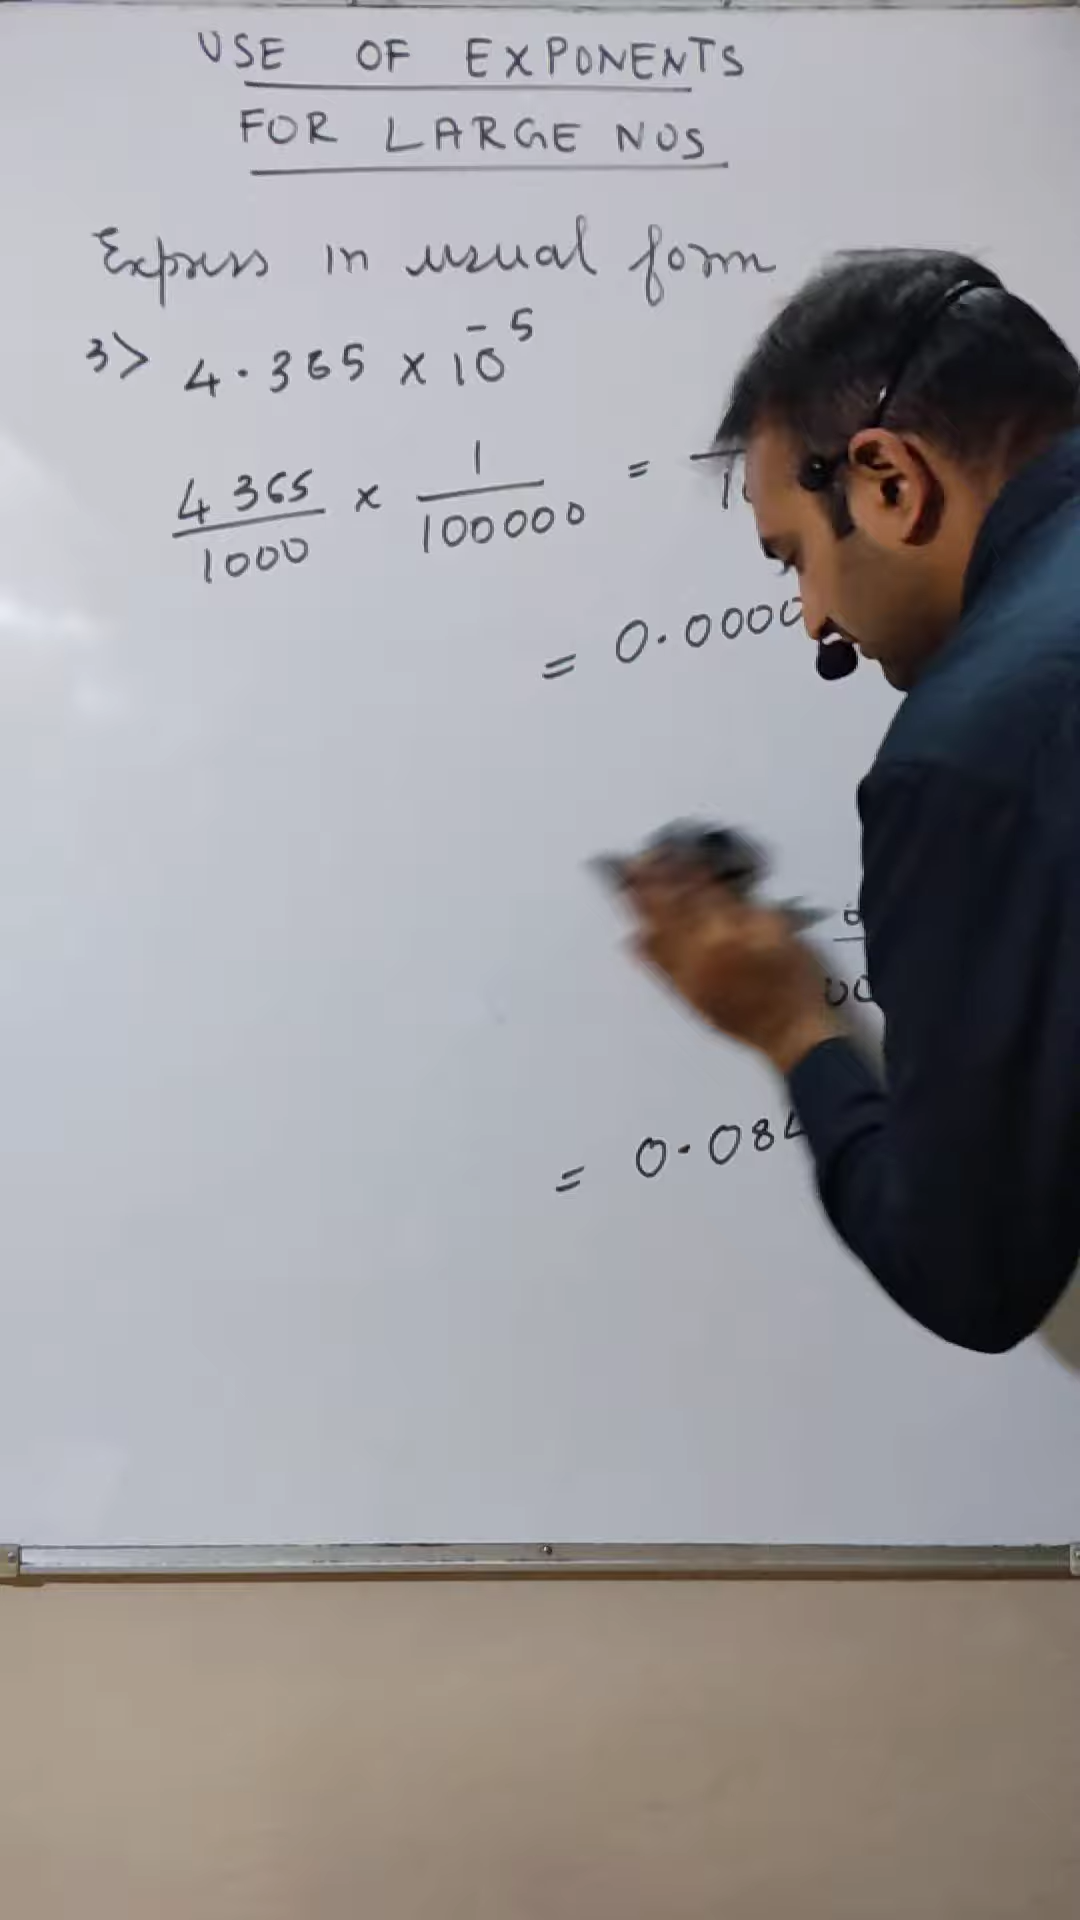 USE OF EXPONENTS
FOR LARGE NOS
Express in usual form
3> 4.365 x 10^-5
4365/1000 x 1/100000 =
= 0.0000
= 0.084